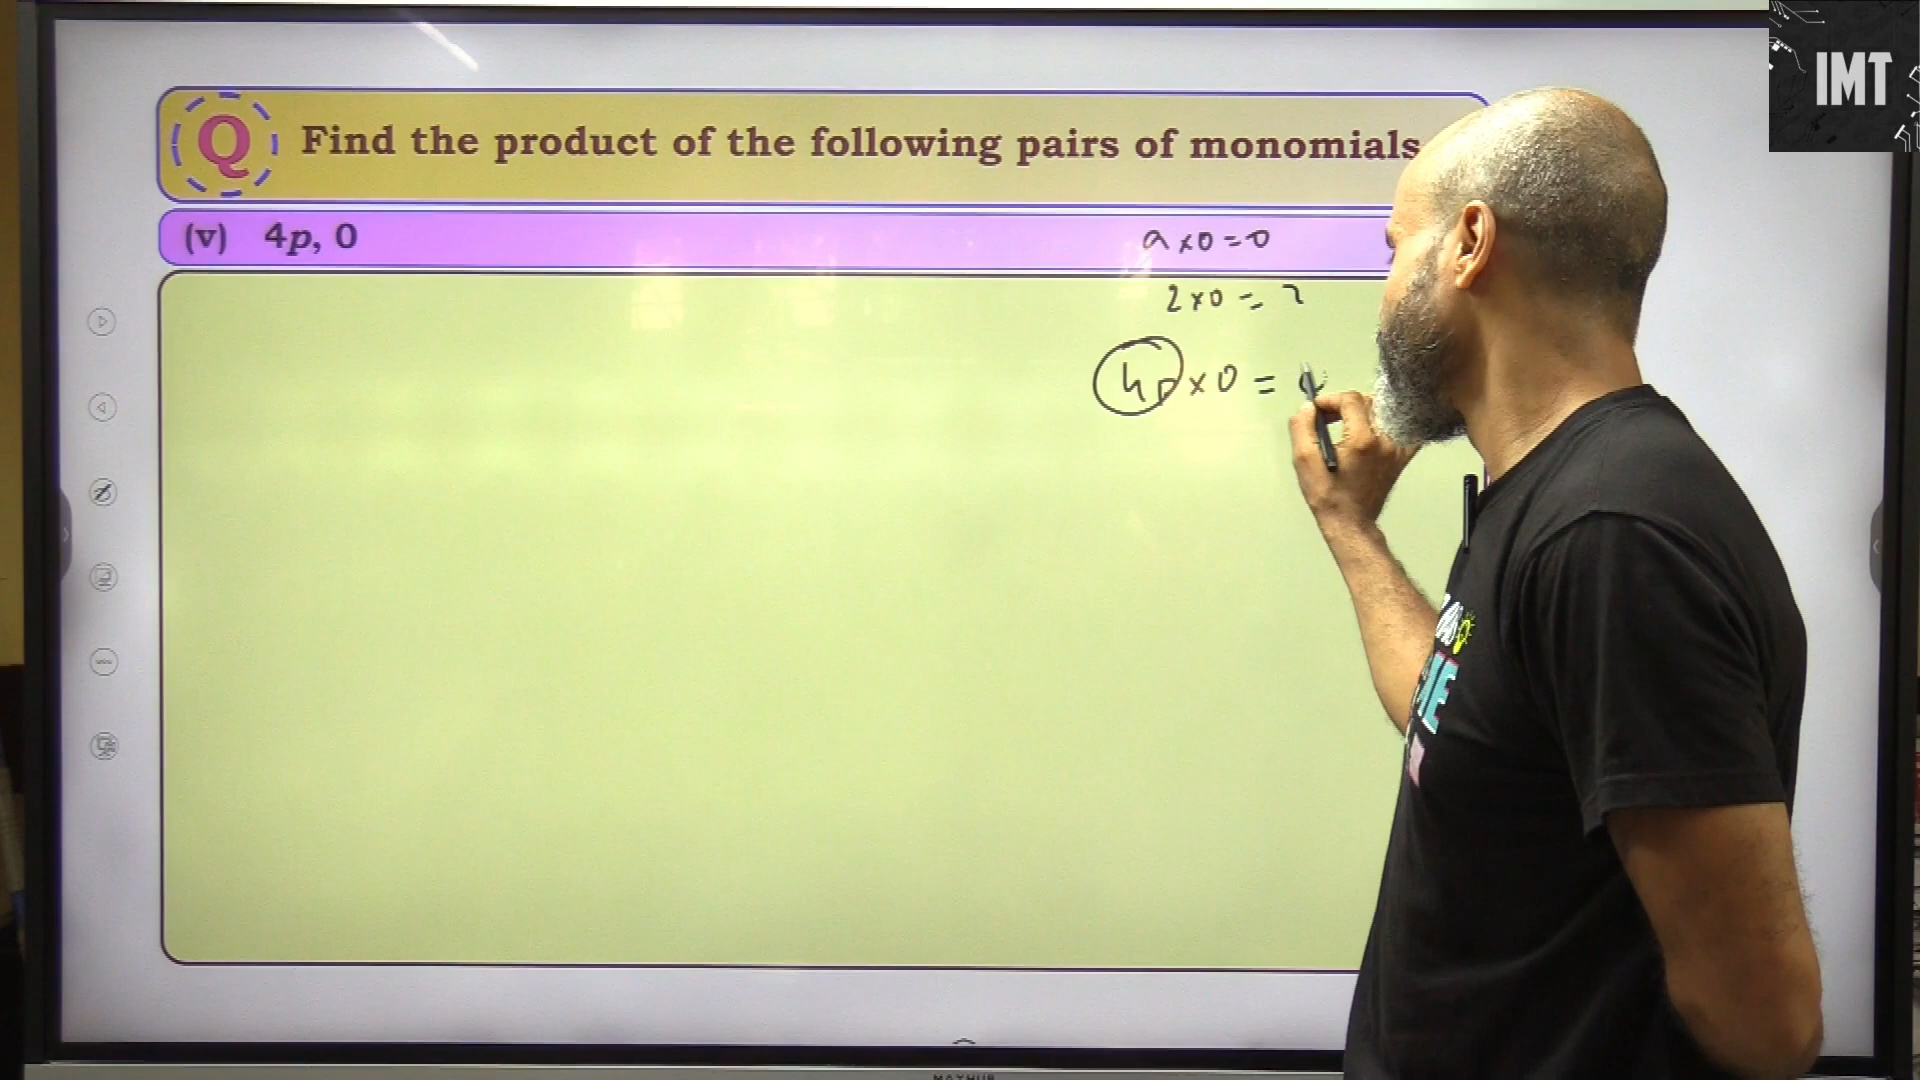 IMT
Q Find the product of the following pairs of monomials
(v) 4p, 0
a × 0 = 0
2 × 0 = ?
4p × 0 =